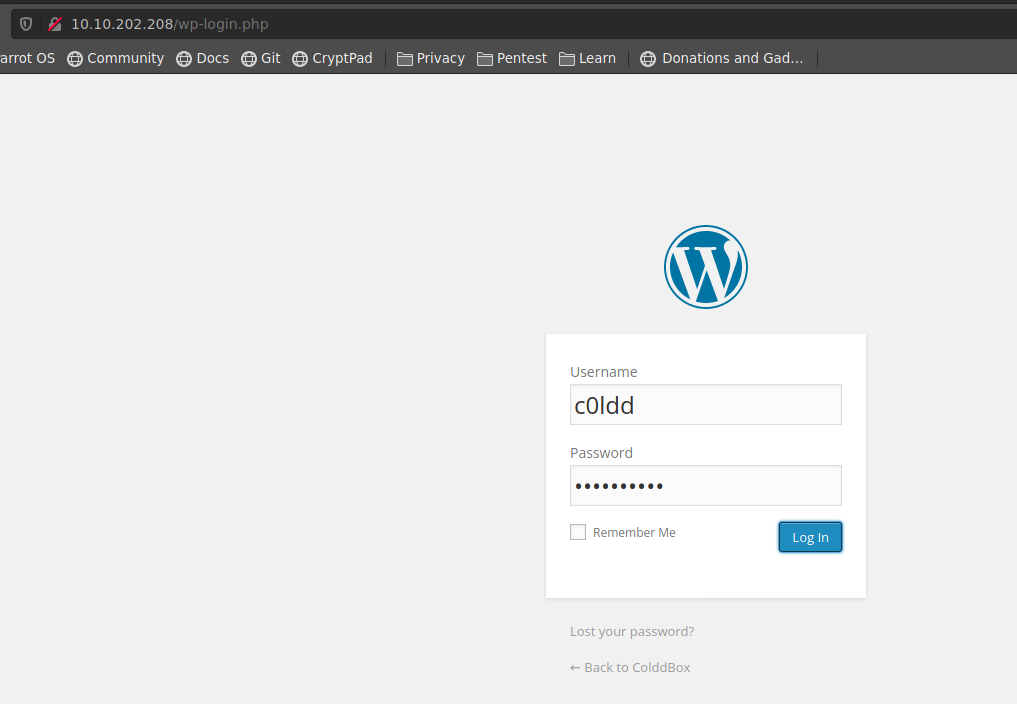 10.10.202.208/wp-login.php
arrot OS Community Docs Git CryptPad Privacy Pentest Learn Donations and Gad...
W
Username
c0ldd
Password
••••••••••
Remember Me Log In
Lost your password?
← Back to ColddBox